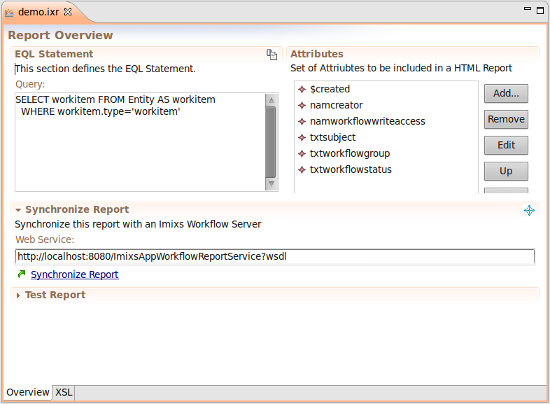 demo.ixr
Report Overview
EQL Statement
This section defines the EQL Statement.
Query:
SELECT workitem FROM Entity AS workitem
WHERE workitem.type='workitem'
Attributes
Set of Attriubtes to be included in a HTML Report
$created
namcreator
namworkflowwriteaccess
txtsubject
txtworkflowgroup
txtworkflowstatus
Add...
Remove
Edit
Up
Synchronize Report
Synchronize this report with an Imixs Workflow Server
Web Service:
http://localhost:8080/ImixsAppWorkflowReportService?wsdl
Synchronize Report
Test Report
Overview
XSL